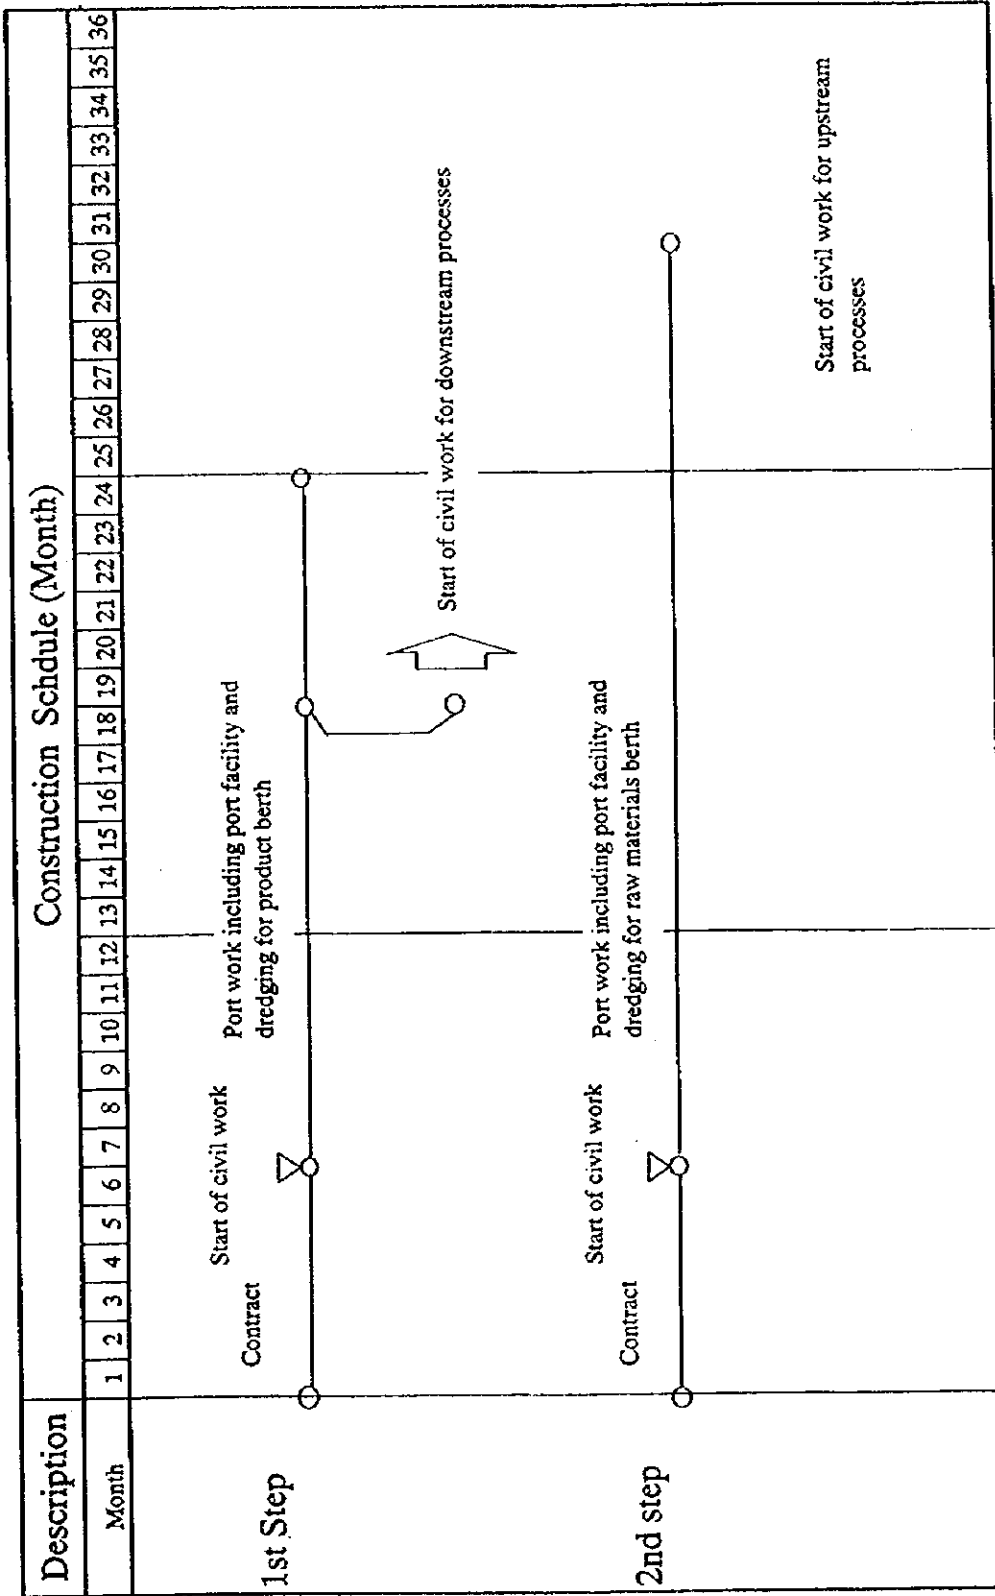 Description
Construction Schdule (Month)
Month
1 2 3 4 5 6 7 8 9 10 11 12 13 14 15 16 17 18 19 20 21 22 23 24 25 26 27 28 29 30 31 32 33 34 35 36
1st Step
Contract
Start of civil work
Port work including port facility and
dredging for product berth
Start of civil work for downstream processes
2nd step
Contract
Start of civil work
Port work including port facility and
dredging for raw materials berth
Start of civil work for upstream
processes